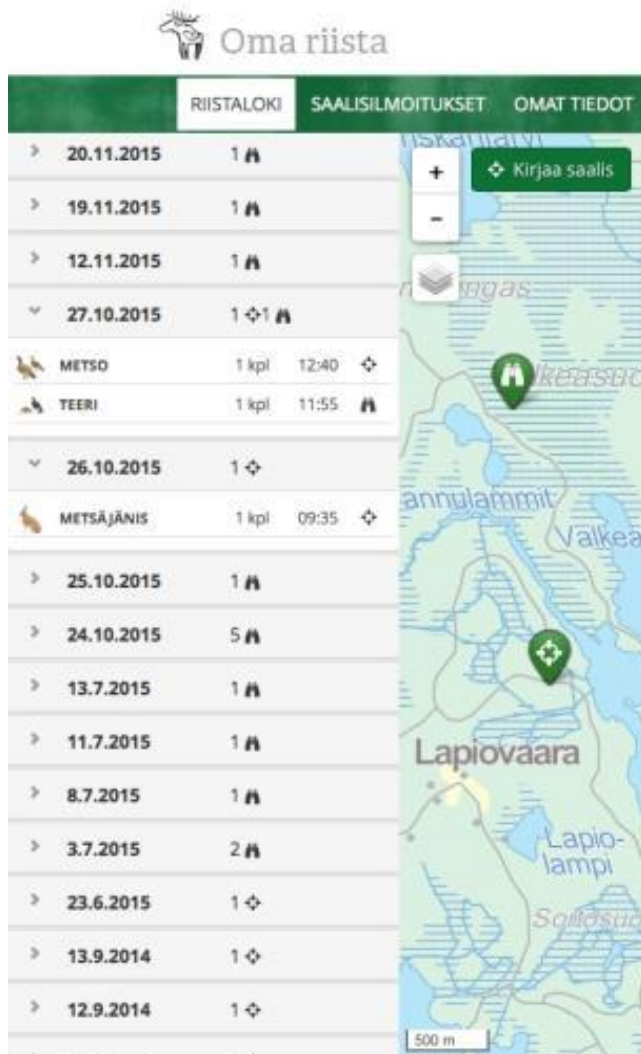 Oma riista
RIISTALOKI SAALISILMOITUKSET OMAT TIEDOT
20.11.2015 1
19.11.2015 1
12.11.2015 1
27.10.2015 1 1
METSO 1 kpl 12:40
TEERI 1 kpl 11:55
26.10.2015 1
METSÄJÄNIS 1 kpl 09:35
25.10.2015 1
24.10.2015 5
13.7.2015 1
11.7.2015 1
8.7.2015 1
3.7.2015 2
23.6.2015 1
13.9.2014 1
12.9.2014 1
+
Kirjaa saalis
-
Lapiovaara
Lapio-
lampi
500 m